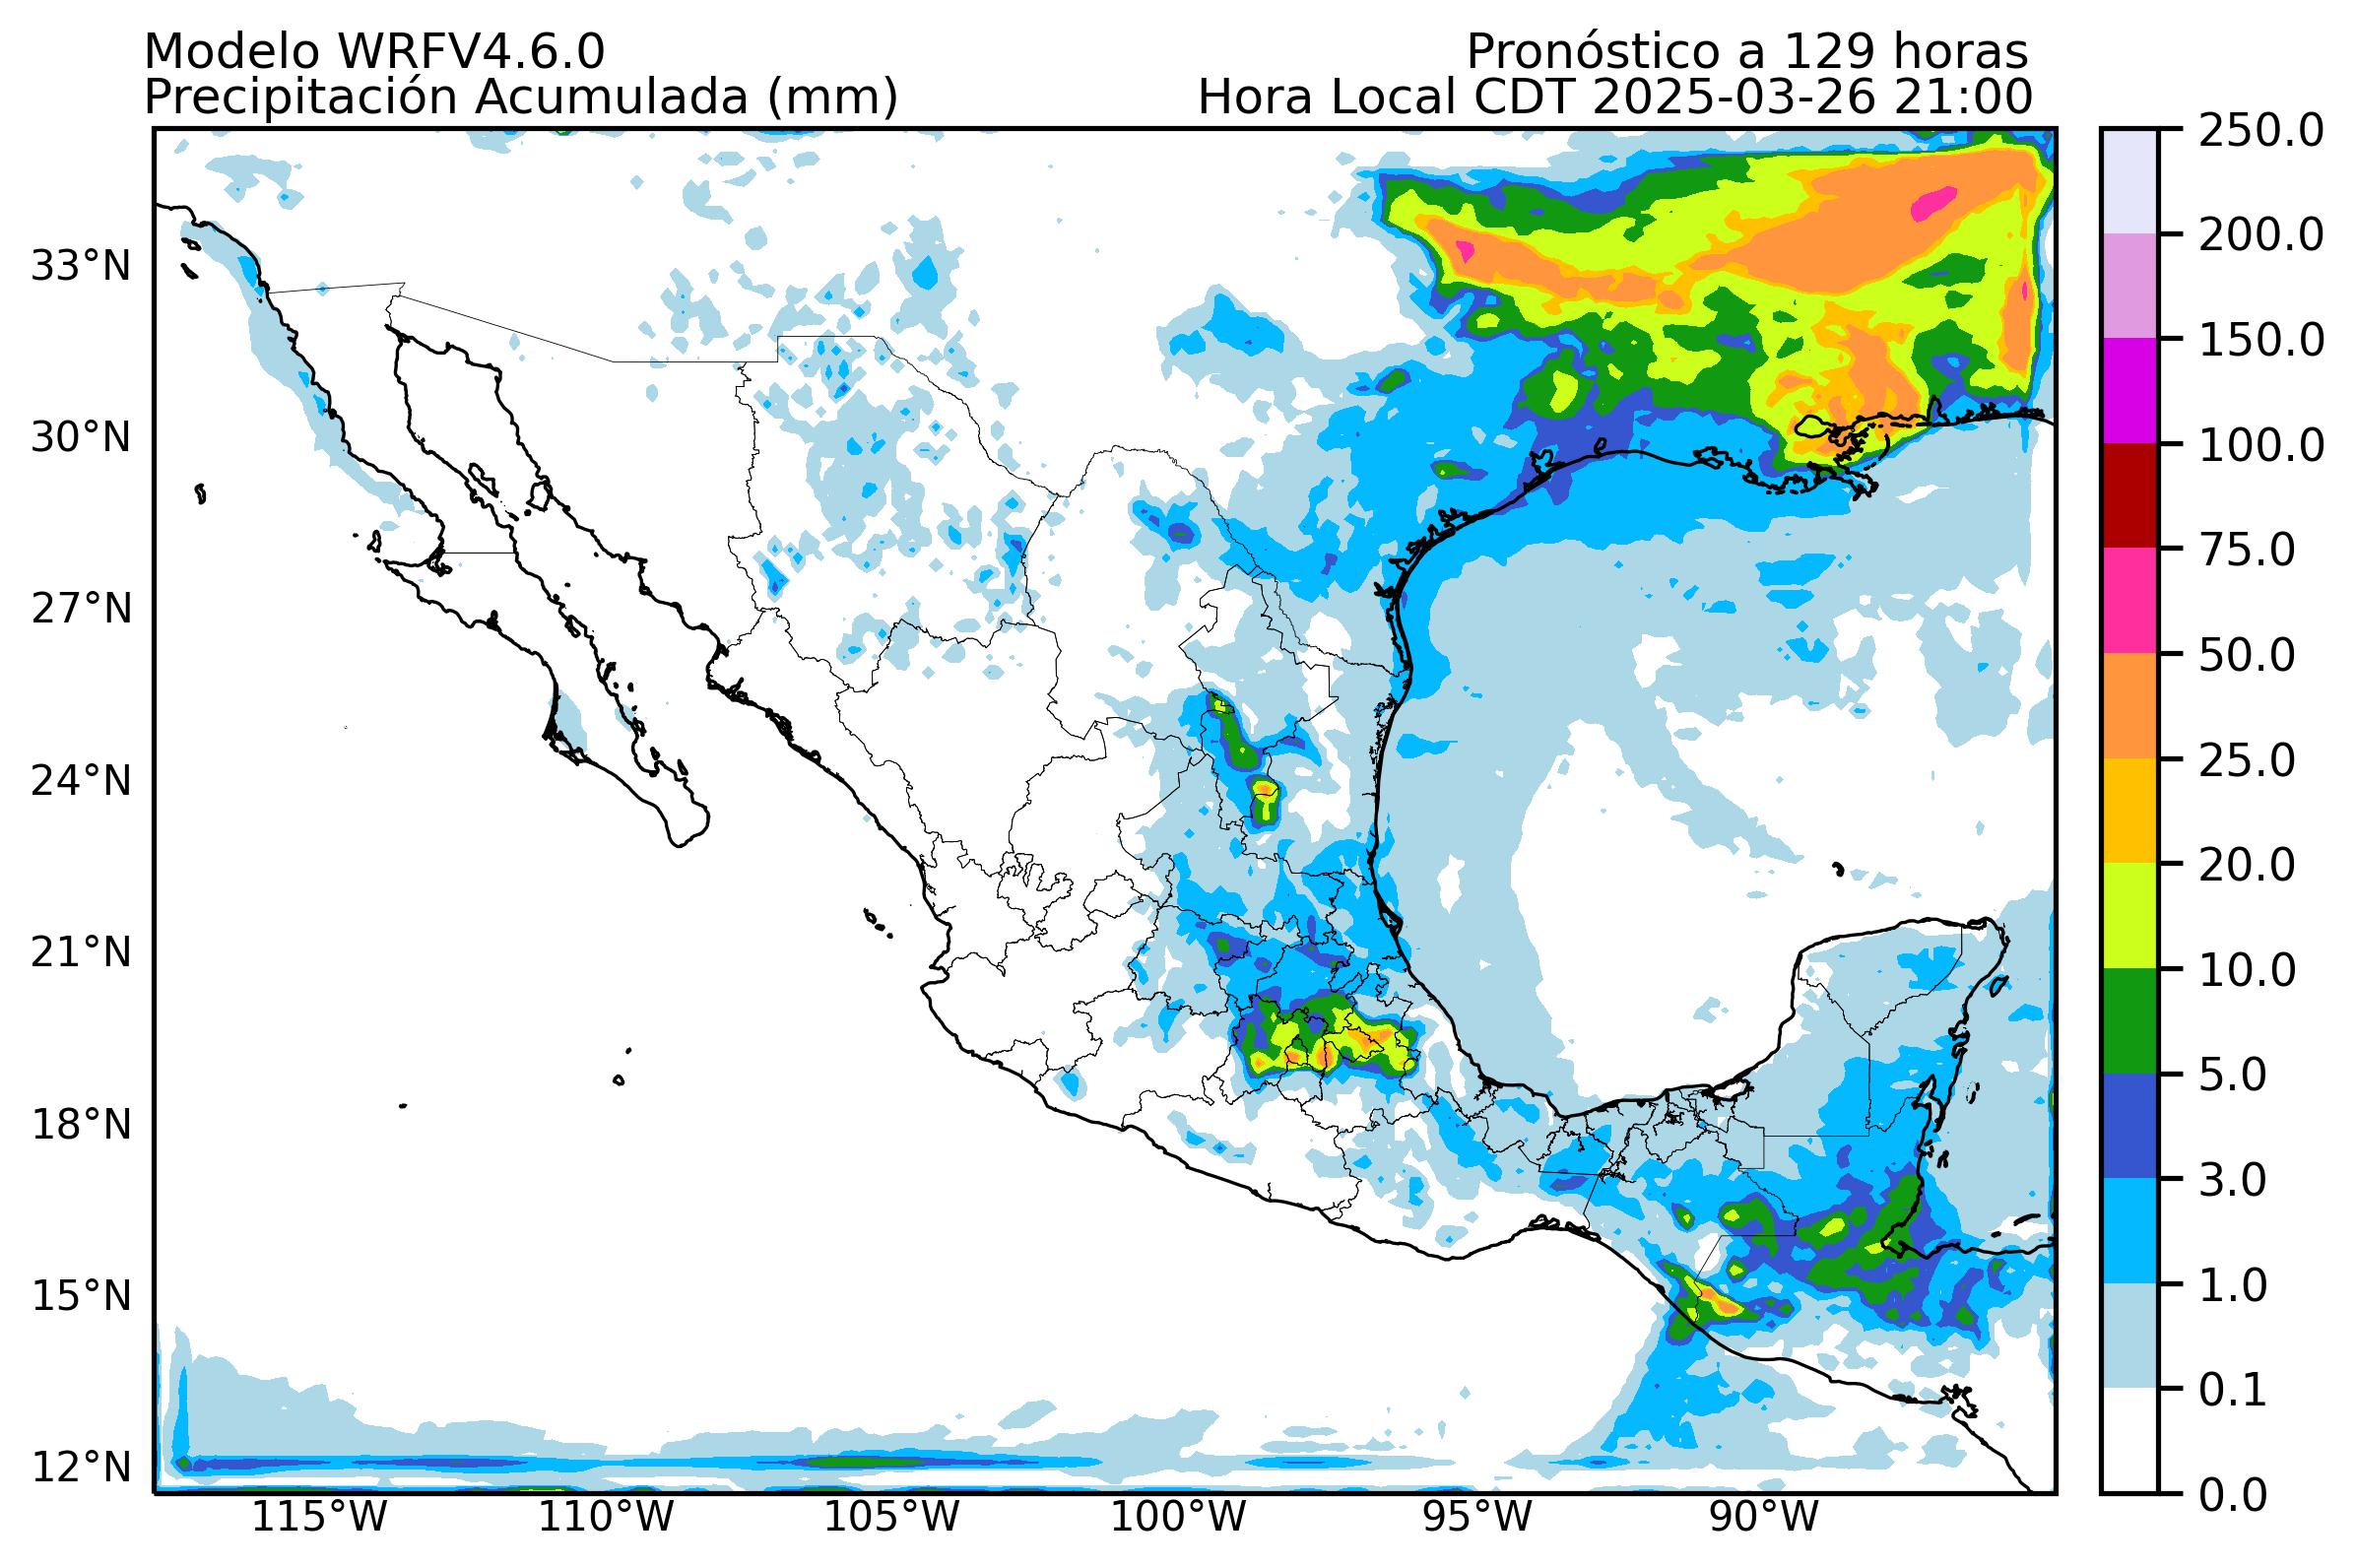 Modelo WRFV4.6.0
Pronóstico a 129 horas
Precipitación Acumulada (mm)
Hora Local CDT 2025-03-26 21:00
33°N
30°N
27°N
24°N
21°N
18°N
15°N
12°N
115°W
110°W
105°W
100°W
95°W
90°W
250.0
200.0
150.0
100.0
75.0
50.0
25.0
20.0
10.0
5.0
3.0
1.0
0.1
0.0